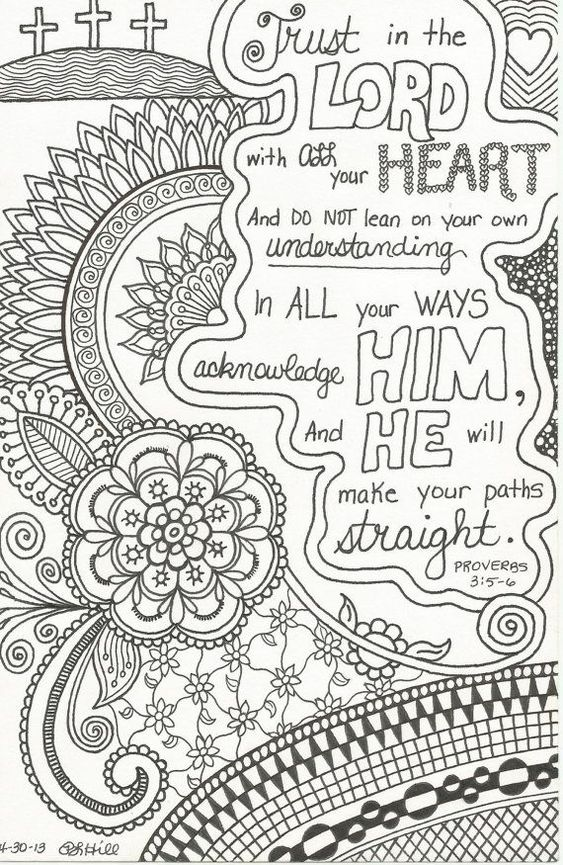 Trust in the
LORD
with all your HEART
And DO NOT lean on your own
understanding
In ALL your WAYS
acknowledge HIM,
And HE will
make your paths
straight.
PROVERBS
3:5-6
4-30-13 Hill